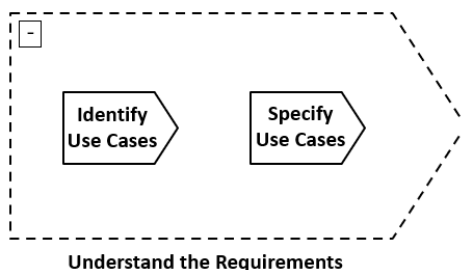 -
Identify
Use Cases
Specify
Use Cases
Understand the Requirements